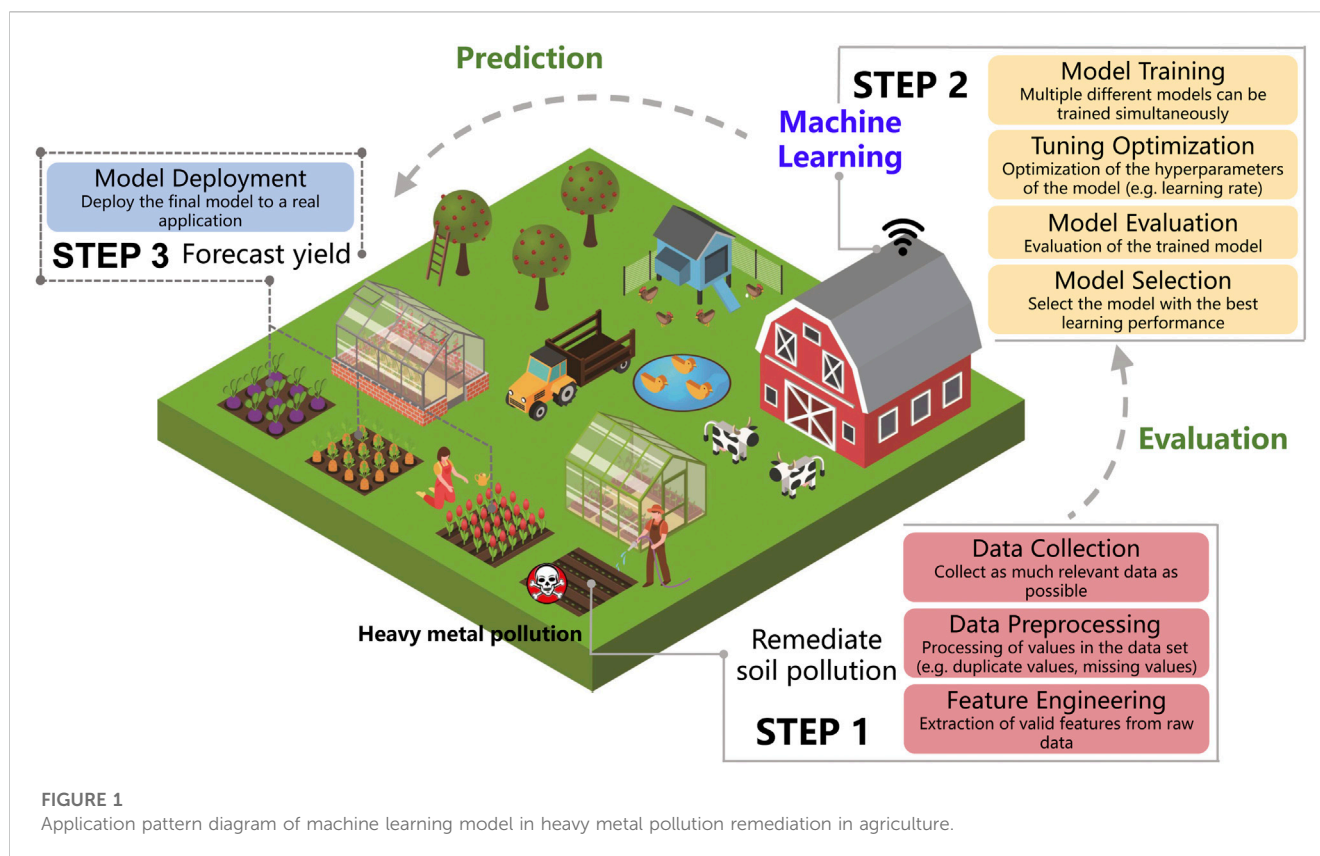 Prediction
STEP 2
Machine
Learning
Model Training
Multiple different models can be
trained simultaneously
Tuning Optimization
Optimization of the hyperparameters
of the model (e.g. learning rate)
Model Evaluation
Evaluation of the trained model
Model Selection
Select the model with the best
learning performance
Model Deployment
Deploy the final model to a real
application
STEP 3 Forecast yield
Evaluation
Heavy metal pollution
Remediate
soil pollution
STEP 1
Data Collection
Collect as much relevant data as
possible
Data Preprocessing
Processing of values in the data set
(e.g. duplicate values, missing values)
Feature Engineering
Extraction of valid features from raw
data
FIGURE 1
Application pattern diagram of machine learning model in heavy metal pollution remediation in agriculture.